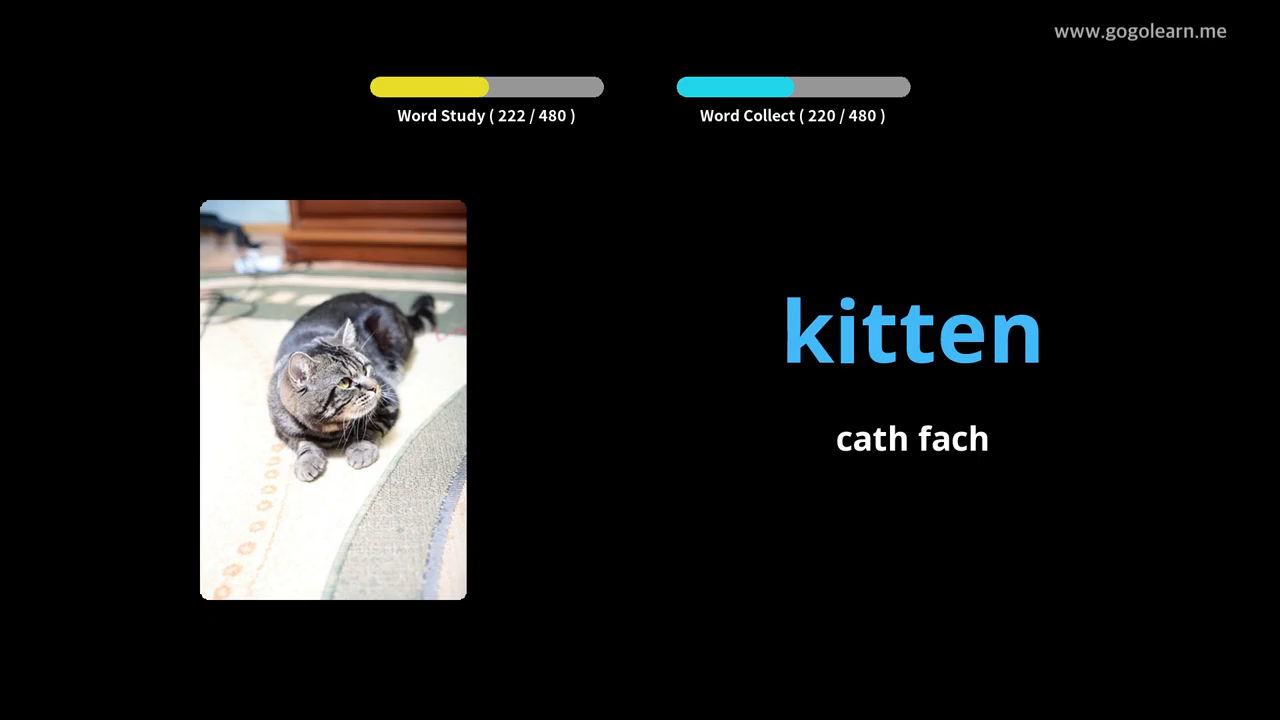 www.gogolearn.me
Word Study ( 222 / 480 )
Word Collect ( 220 / 480 )
kitten
cath fach